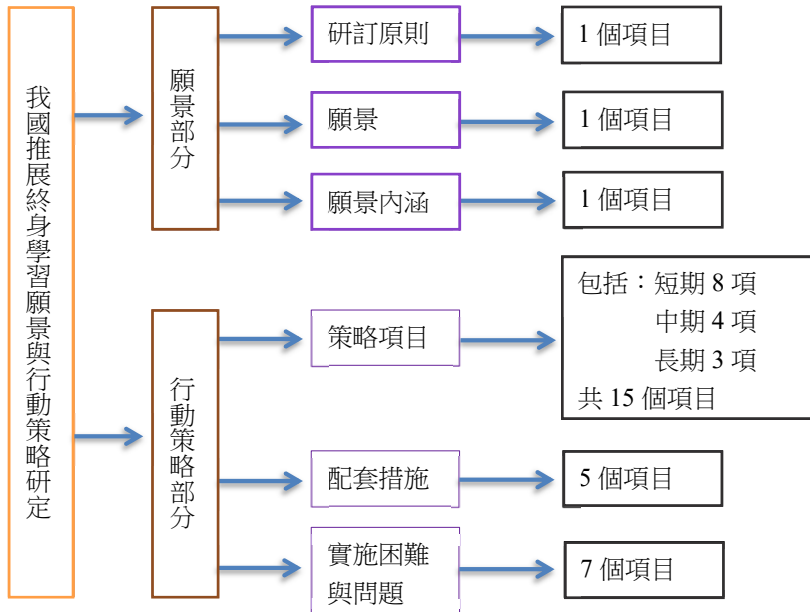 我國推展終身學習願景與行動策略研定
願景部分
研訂原則
1 個項目
願景
1 個項目
願景內涵
1 個項目
行動策略部分
策略項目
包括：短期 8 項
中期 4 項
長期 3 項
共 15 個項目
配套措施
5 個項目
實施困難
與問題
7 個項目